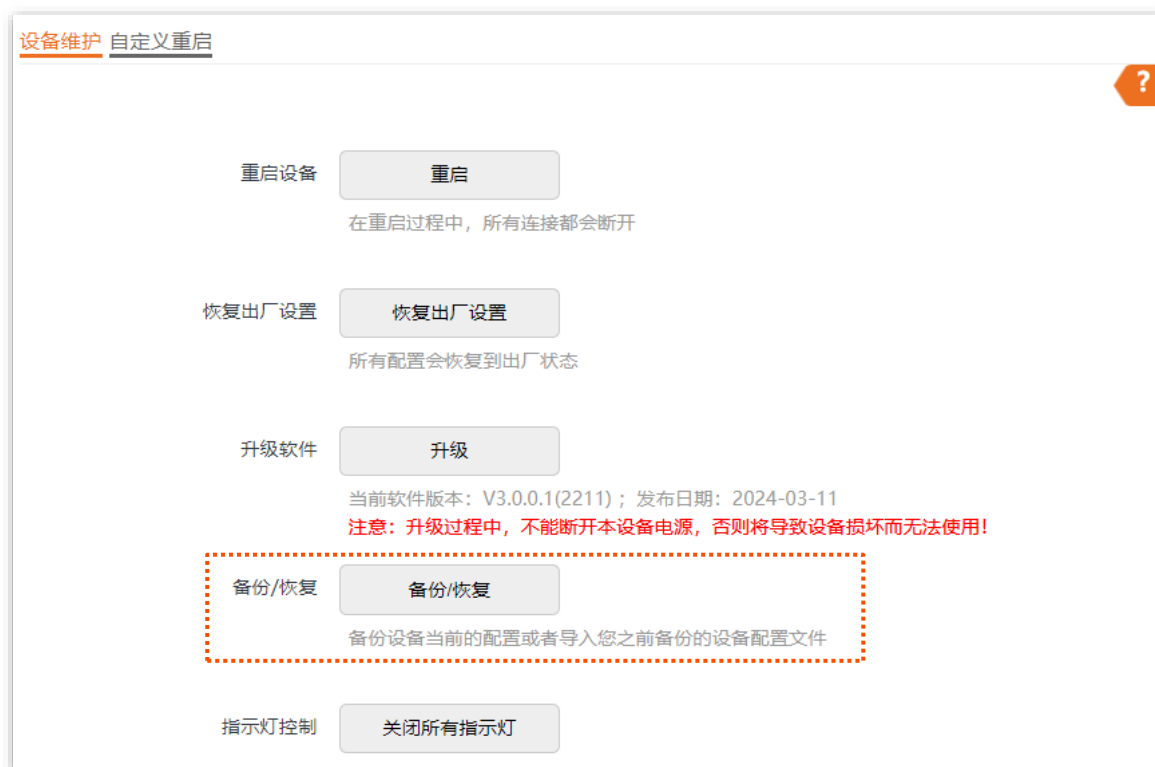 设备维护 自定义重启
?
重启设备 重启
在重启过程中，所有连接都会断开
恢复出厂设置 恢复出厂设置
所有配置会恢复到出厂状态
升级软件 升级
当前软件版本：V3.0.0.1(2211)；发布日期：2024-03-11
注意：升级过程中，不能断开本设备电源，否则将导致设备损坏而无法使用！
备份/恢复 备份/恢复
备份设备当前的配置或者导入您之前备份的设备配置文件
指示灯控制 关闭所有指示灯